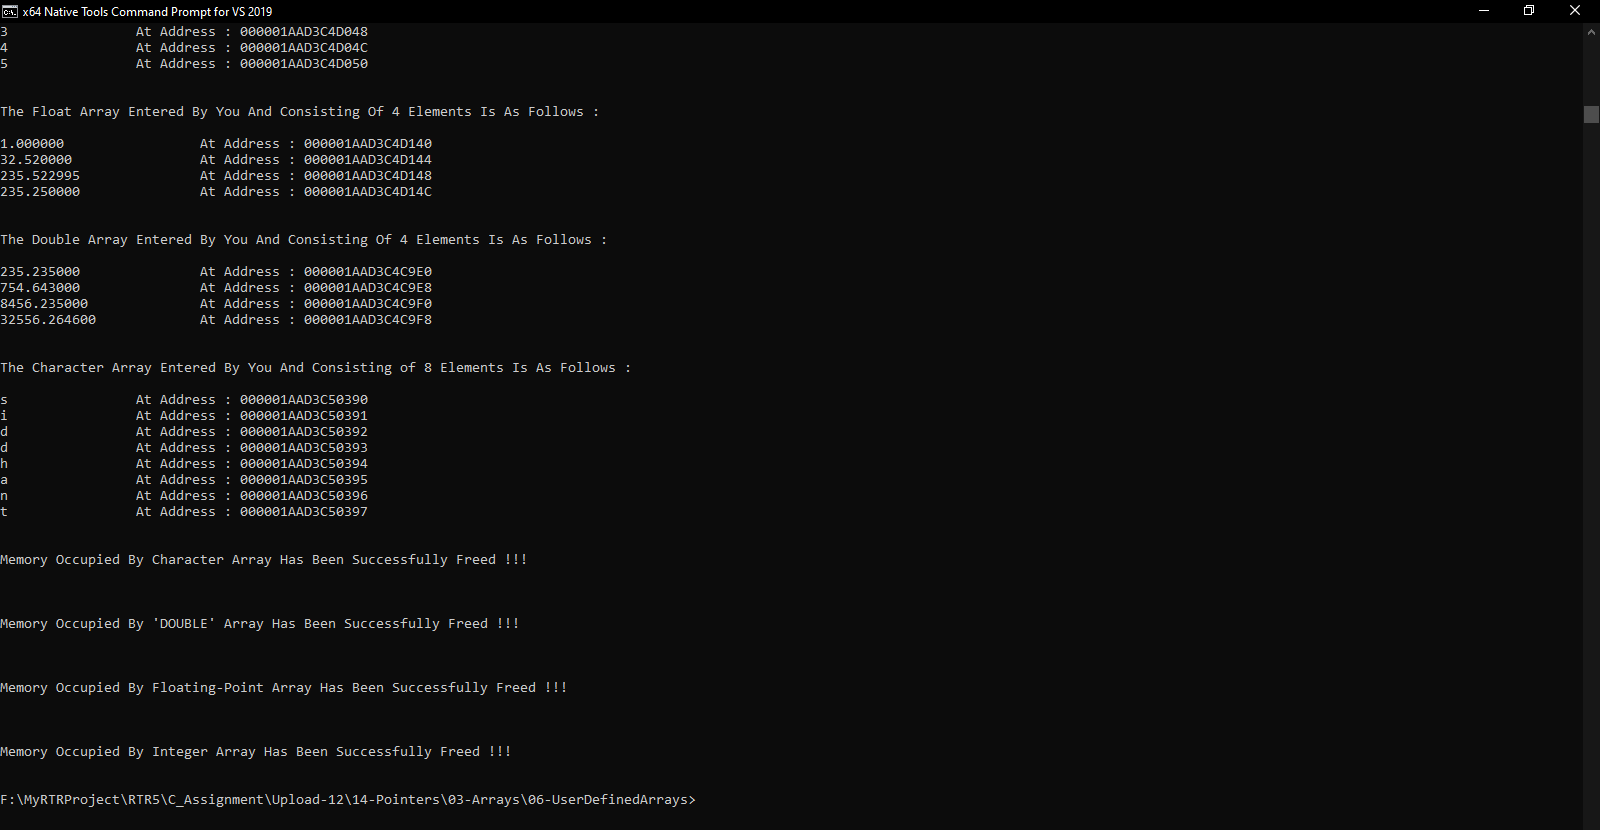 x64 Native Tools Command Prompt for VS 2019
3 At Address : 000001AAD3C4D048
4 At Address : 000001AAD3C4D04C
5 At Address : 000001AAD3C4D050
The Float Array Entered By You And Consisting Of 4 Elements Is As Follows :
1.000000 At Address : 000001AAD3C4D140
32.520000 At Address : 000001AAD3C4D144
235.522995 At Address : 000001AAD3C4D148
235.250000 At Address : 000001AAD3C4D14C
The Double Array Entered By You And Consisting Of 4 Elements Is As Follows :
235.235000 At Address : 000001AAD3C4C9E0
754.643000 At Address : 000001AAD3C4C9E8
8456.235000 At Address : 000001AAD3C4C9F0
32556.264600 At Address : 000001AAD3C4C9F8
The Character Array Entered By You And Consisting of 8 Elements Is As Follows :
s At Address : 000001AAD3C50390
i At Address : 000001AAD3C50391
d At Address : 000001AAD3C50392
d At Address : 000001AAD3C50393
h At Address : 000001AAD3C50394
a At Address : 000001AAD3C50395
n At Address : 000001AAD3C50396
t At Address : 000001AAD3C50397
Memory Occupied By Character Array Has Been Successfully Freed !!!
Memory Occupied By 'DOUBLE' Array Has Been Successfully Freed !!!
Memory Occupied By Floating-Point Array Has Been Successfully Freed !!!
Memory Occupied By Integer Array Has Been Successfully Freed !!!
F:\MyRTRProject\RTR5\C_Assignment\Upload-12\14-Pointers\03-Arrays\06-UserDefinedArrays>